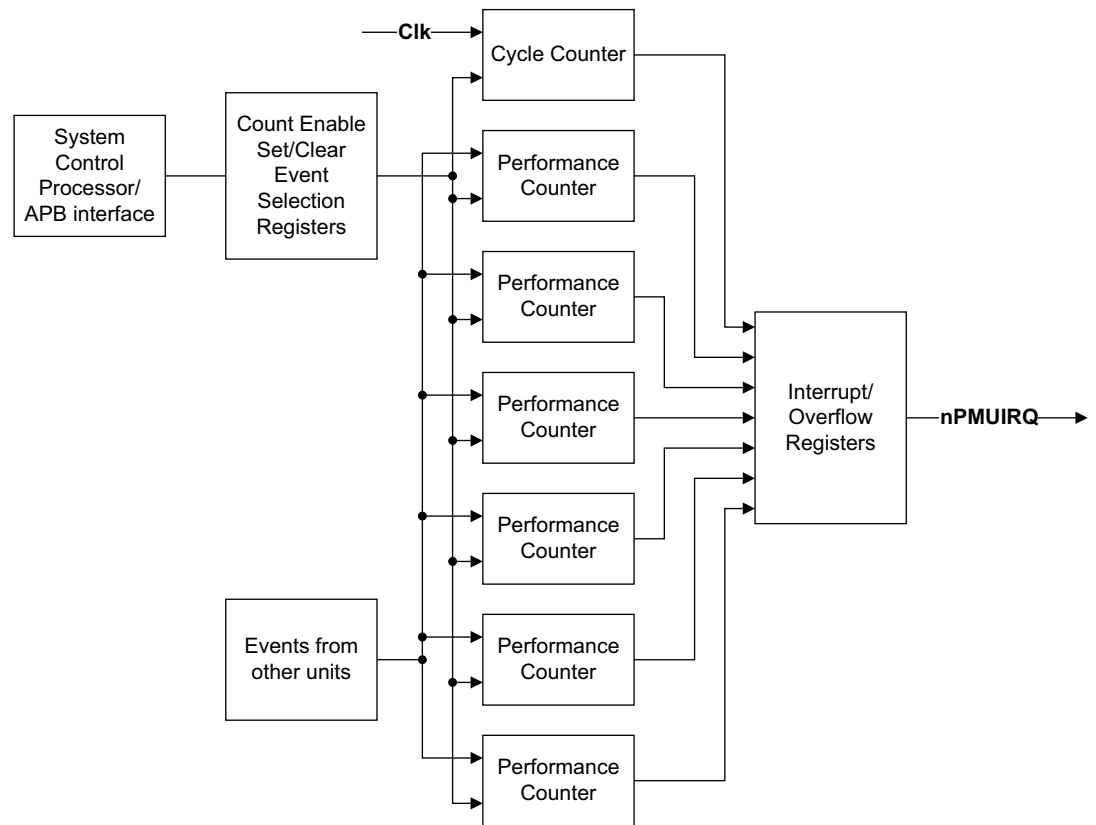 Clk
Cycle Counter
System
Control
Processor/
APB interface
Count Enable
Set/Clear
Event
Selection
Registers
Performance
Counter
Performance
Counter
Performance
Counter
Performance
Counter
Performance
Counter
Performance
Counter
Events from
other units
Interrupt/
Overflow
Registers
nPMUIRQ